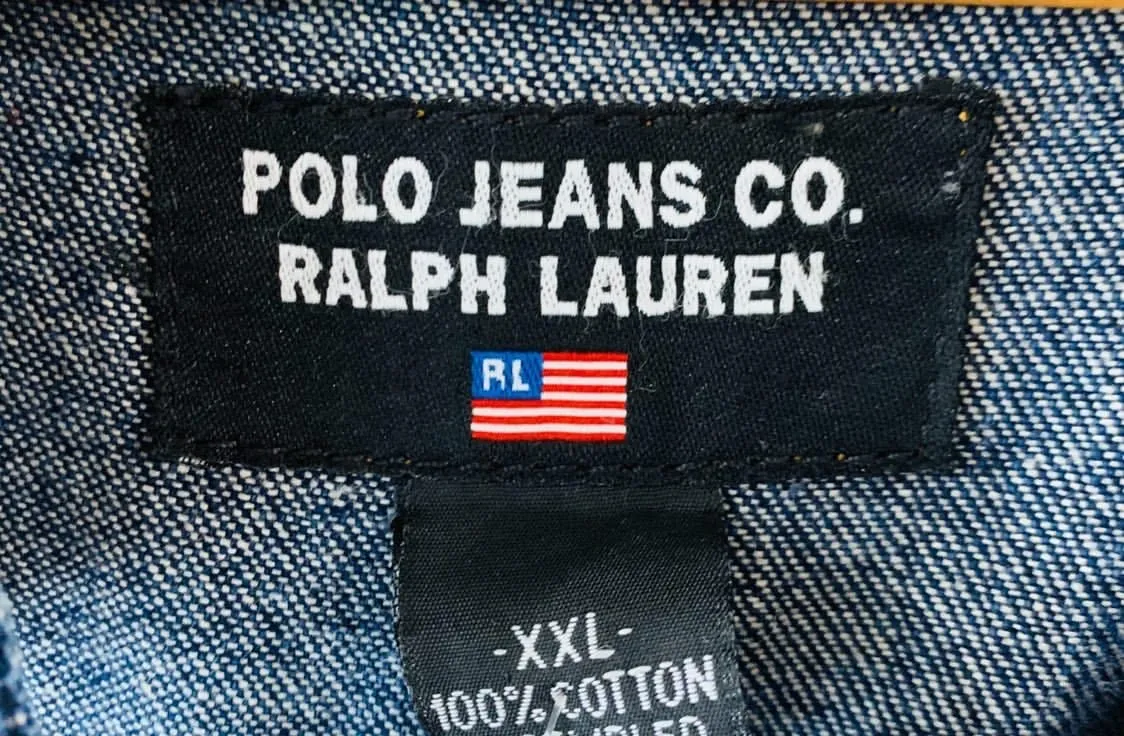 POLO JEANS CO.
RALPH LAUREN
RL
-XXL-
100% COTTON